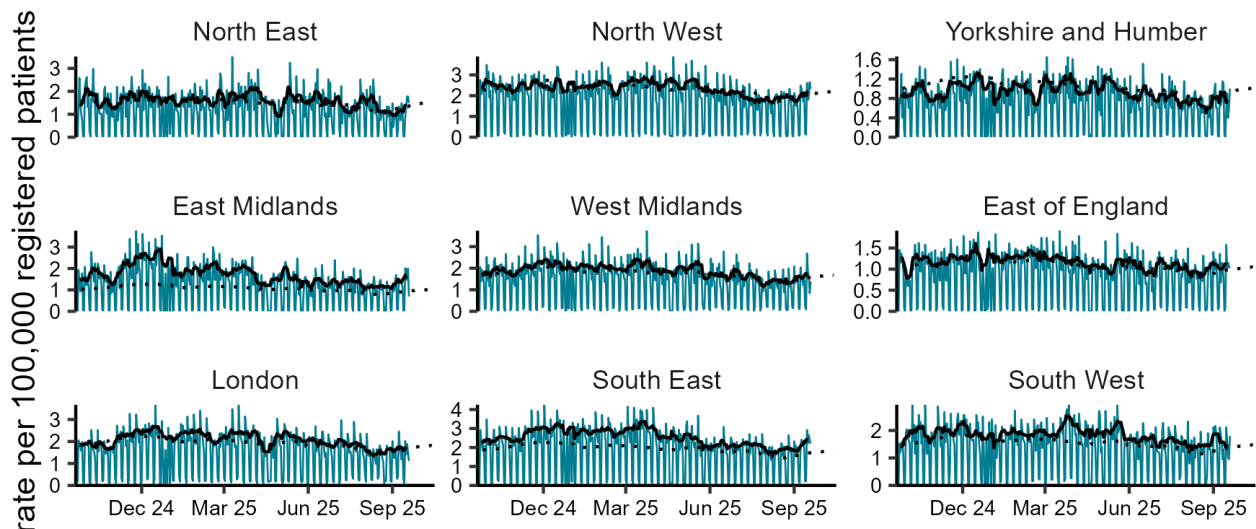 rate per 100,000 registered patients
North East
North West
Yorkshire and Humber
3
2
1
0
3
2
1
0
1.6
1.2
0.8
0.4
0.0
East Midlands
West Midlands
East of England
3
2
1
0
3
2
1
0
1.5
1.0
0.5
0.0
London
South East
South West
3
2
1
0
4
3
2
1
0
2
1
0
Dec 24 Mar 25 Jun 25 Sep 25
Dec 24 Mar 25 Jun 25 Sep 25
Dec 24 Mar 25 Jun 25 Sep 25